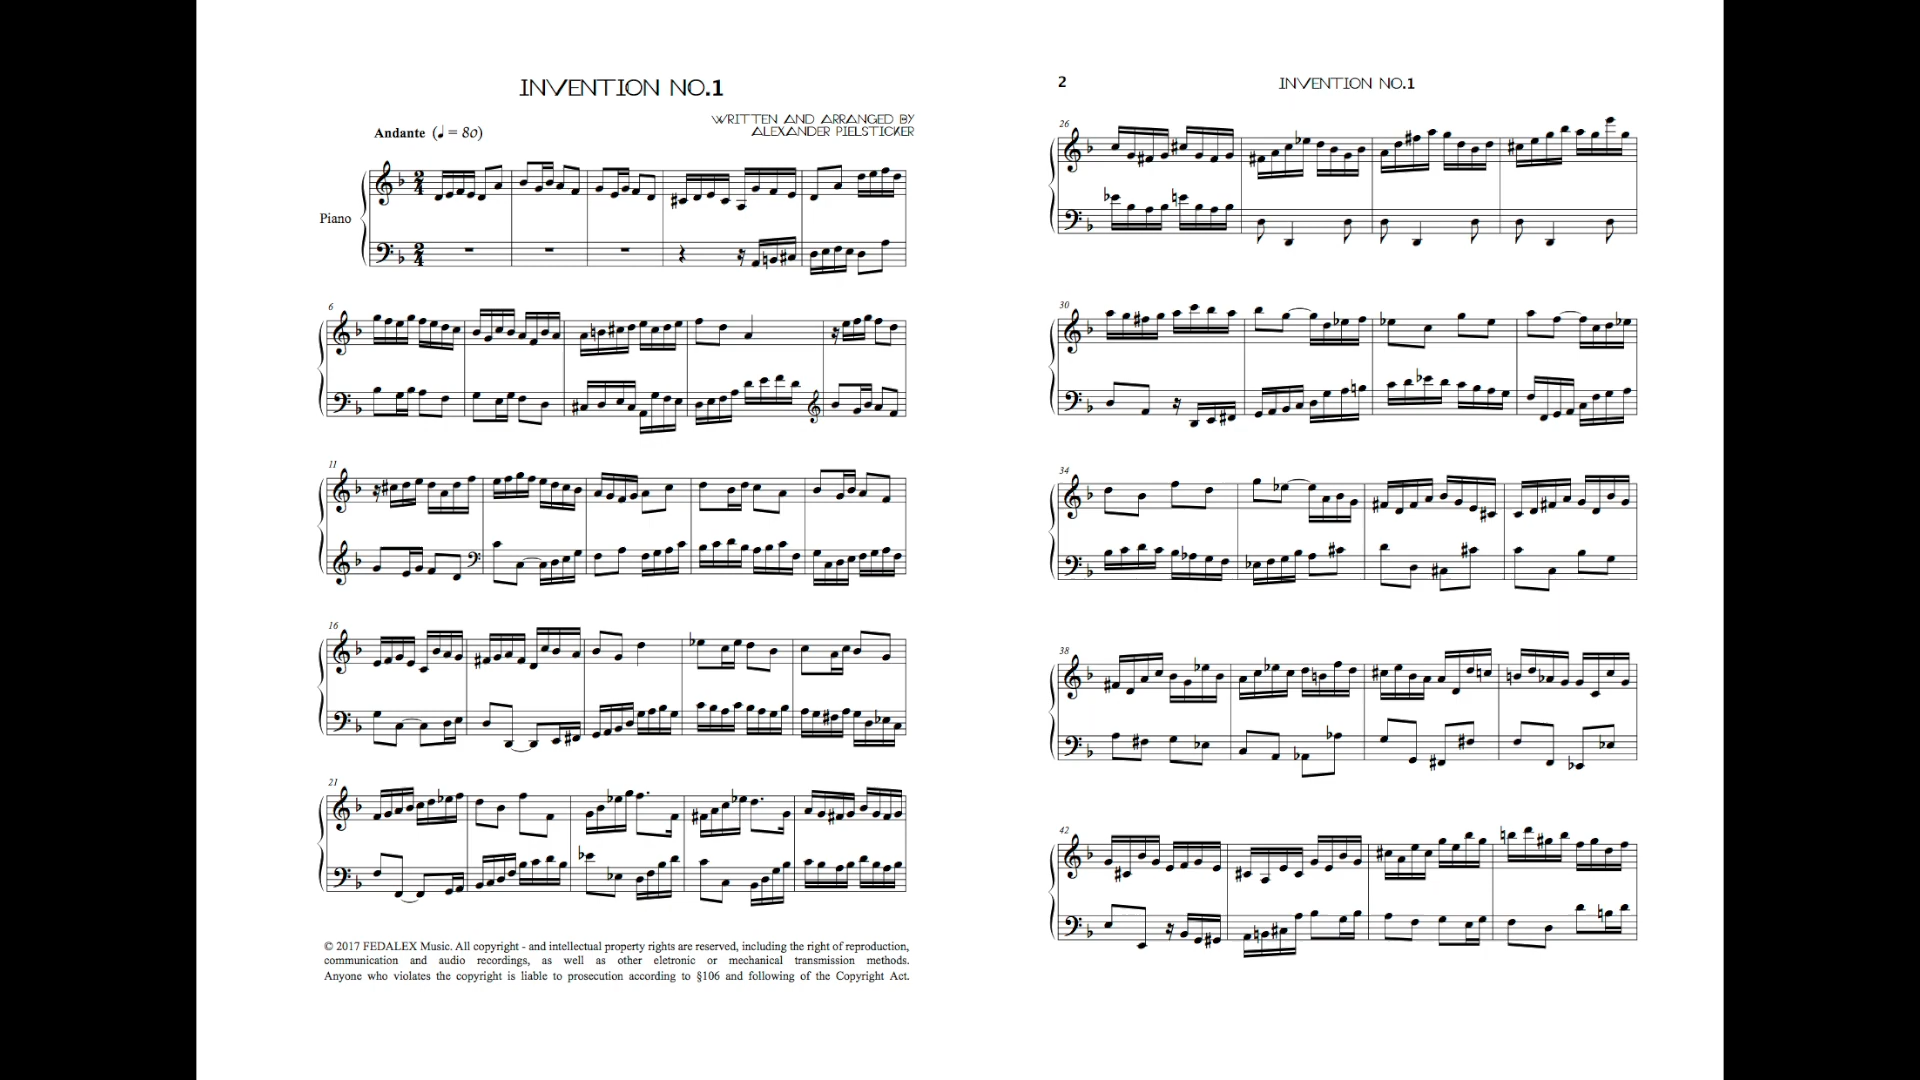 INVENTION NO.1
WRITTEN AND ARRANGED BY
ALEXANDER PIELSTICKER
Andante (♩ = 80)
Piano
6
11
16
21
© 2017 FEDALEX Music. All copyright - and intellectual property rights are reserved, including the right of reproduction,
communication and audio recordings, as well as other eletronic or mechanical transmission methods.
Anyone who violates the copyright is liable to prosecution according to §106 and following of the Copyright Act.
2
INVENTION NO.1
26
30
34
38
42